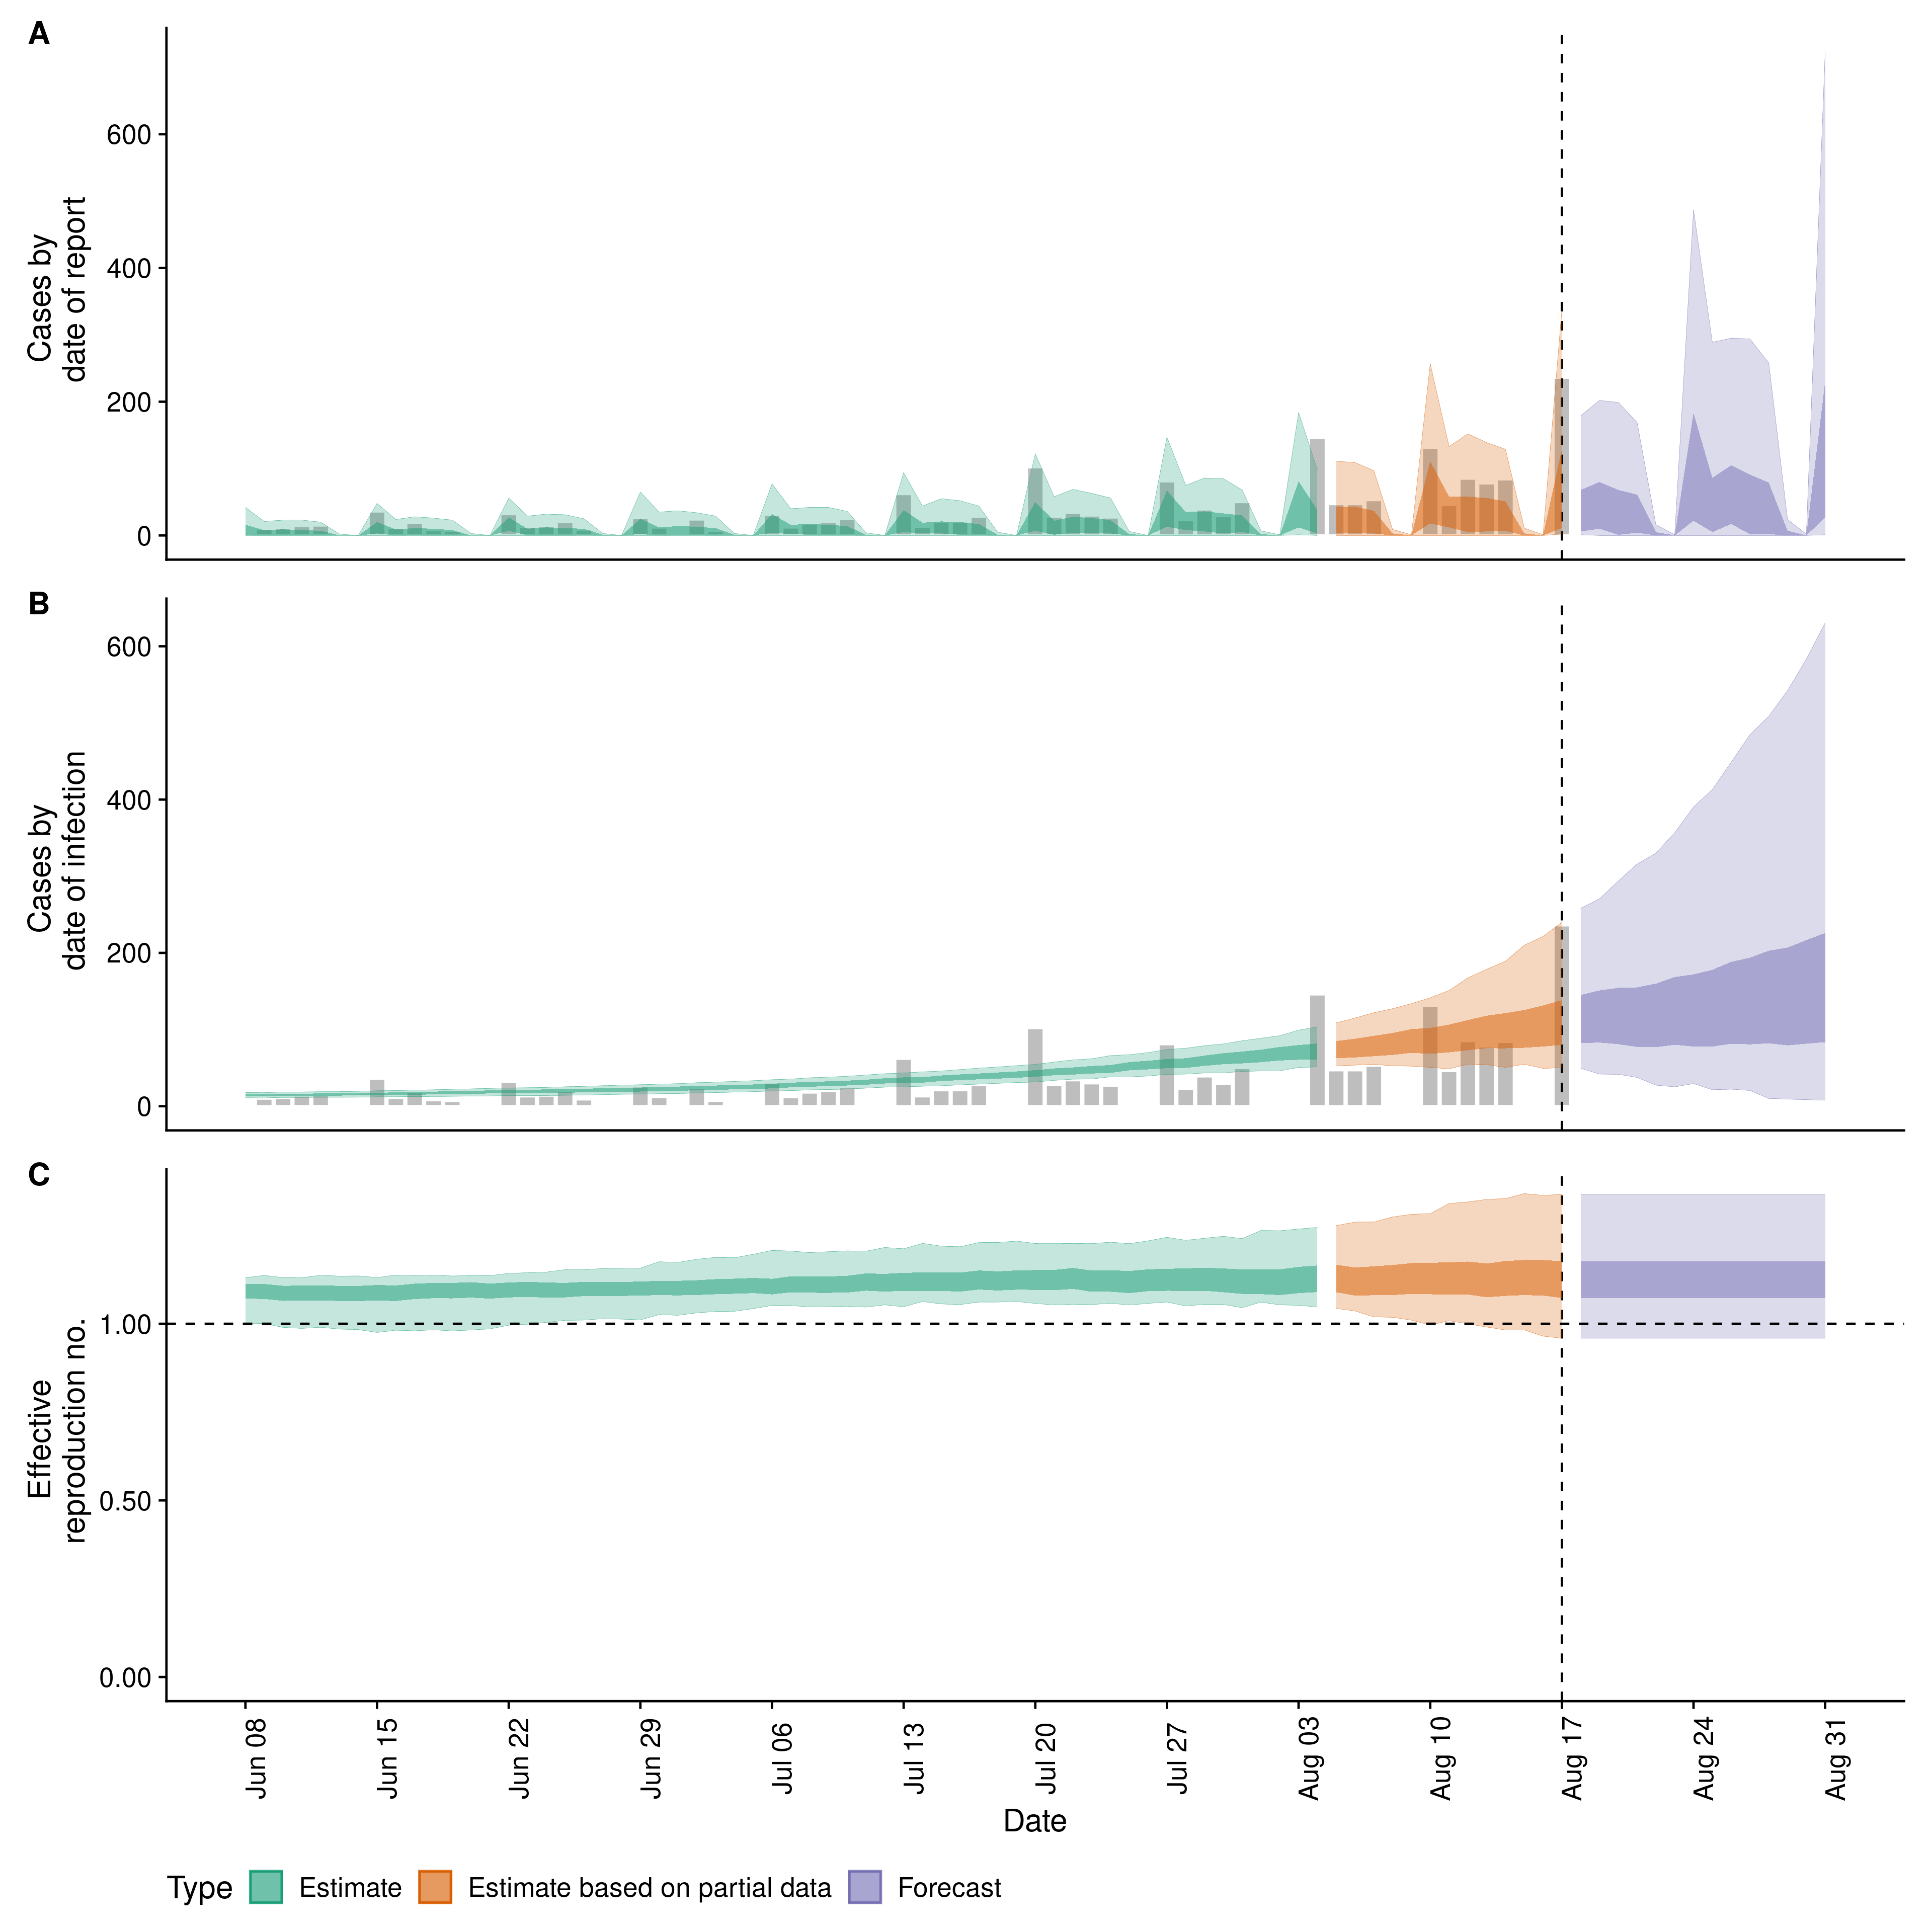 A
Cases by
date of report
600
400
200
0
B
Cases by
date of infection
600
400
200
0
C
Effective
reproduction no.
1.00
0.50
0.00
Jun 08
Jun 15
Jun 22
Jun 29
Jul 06
Jul 13
Jul 20
Jul 27
Aug 03
Aug 10
Aug 17
Aug 24
Aug 31
Date
Type Estimate Estimate based on partial data Forecast